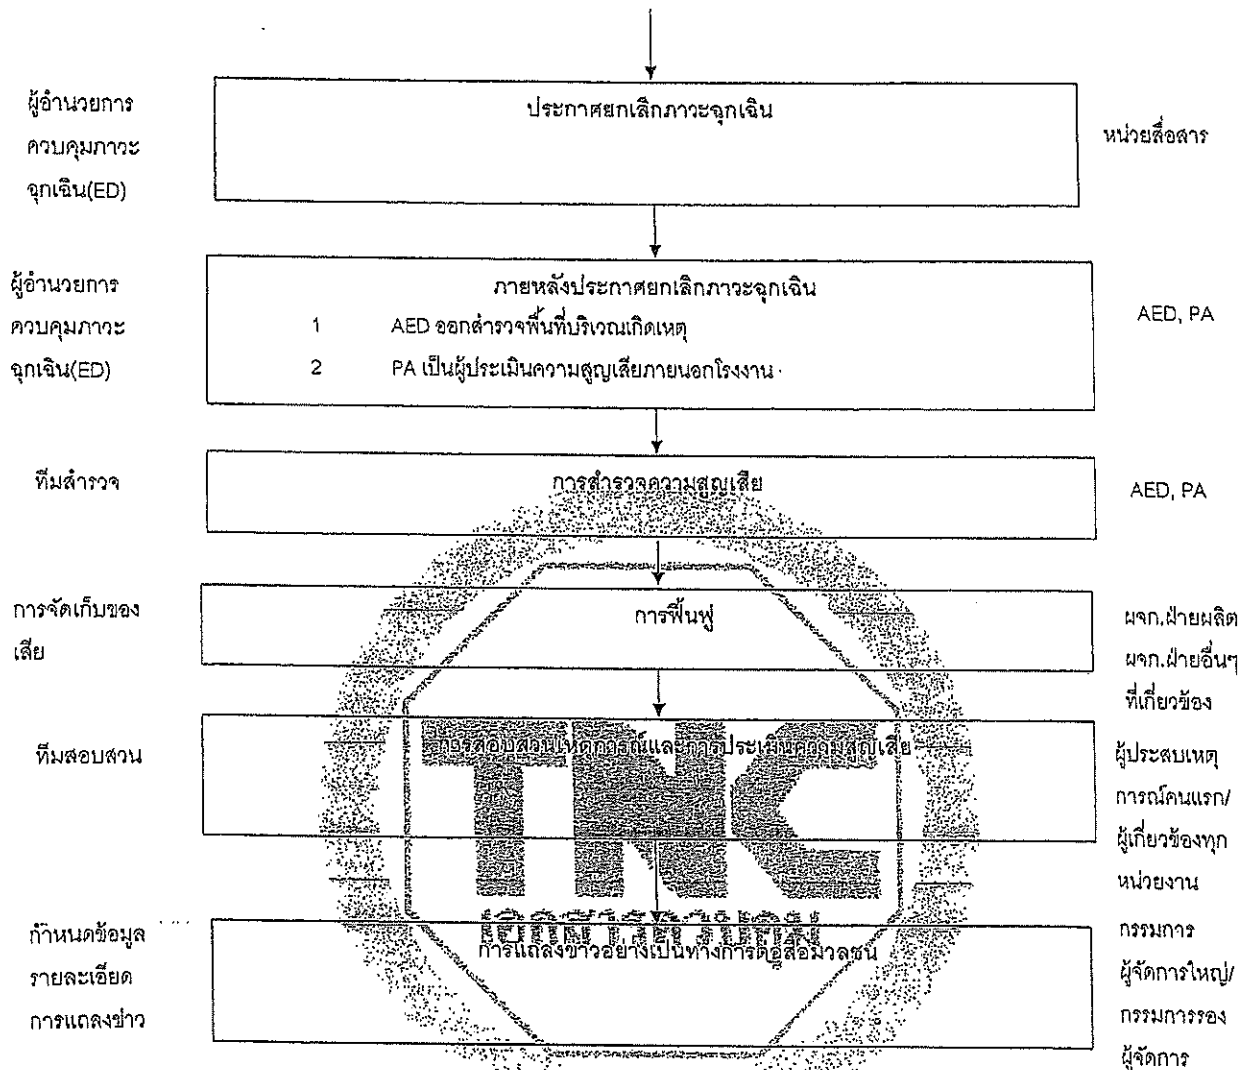 ผู้อำนวยการ
ควบคุมภาวะ
ฉุกเฉิน(ED)
ประกาศยกเลิกภาวะฉุกเฉิน
หน่วยสื่อสาร
ผู้อำนวยการ
ควบคุมภาวะ
ฉุกเฉิน(ED)
ภายหลังประกาศยกเลิกภาวะฉุกเฉิน
1 AED ออกสำรวจพื้นที่บริเวณเกิดเหตุ
2 PA เป็นผู้ประเมินความสูญเสียภายนอกโรงงาน
AED, PA
ทีมสำรวจ
การสำรวจความสูญเสีย
AED, PA
การจัดเก็บของ
เสีย
การฟื้นฟู
ผจก.ฝ่ายผลิต
ผจก.ฝ่ายอื่นๆ
ที่เกี่ยวข้อง
ทีมสอบสวน
การสอบสวนเหตุการณ์และการประเมินความสูญเสีย
ผู้ประสบเหตุ
การณ์คนแรก/
ผู้เกี่ยวข้องทุก
หน่วยงาน
TNC
เอกสารควบคุม
กำหนดข้อมูล
รายละเอียด
การแถลงข่าว
การแถลงข่าวอย่างเป็นทางการต่อสื่อมวลชน
กรรมการ
ผู้จัดการใหญ่/
กรรมการรอง
ผู้จัดการ